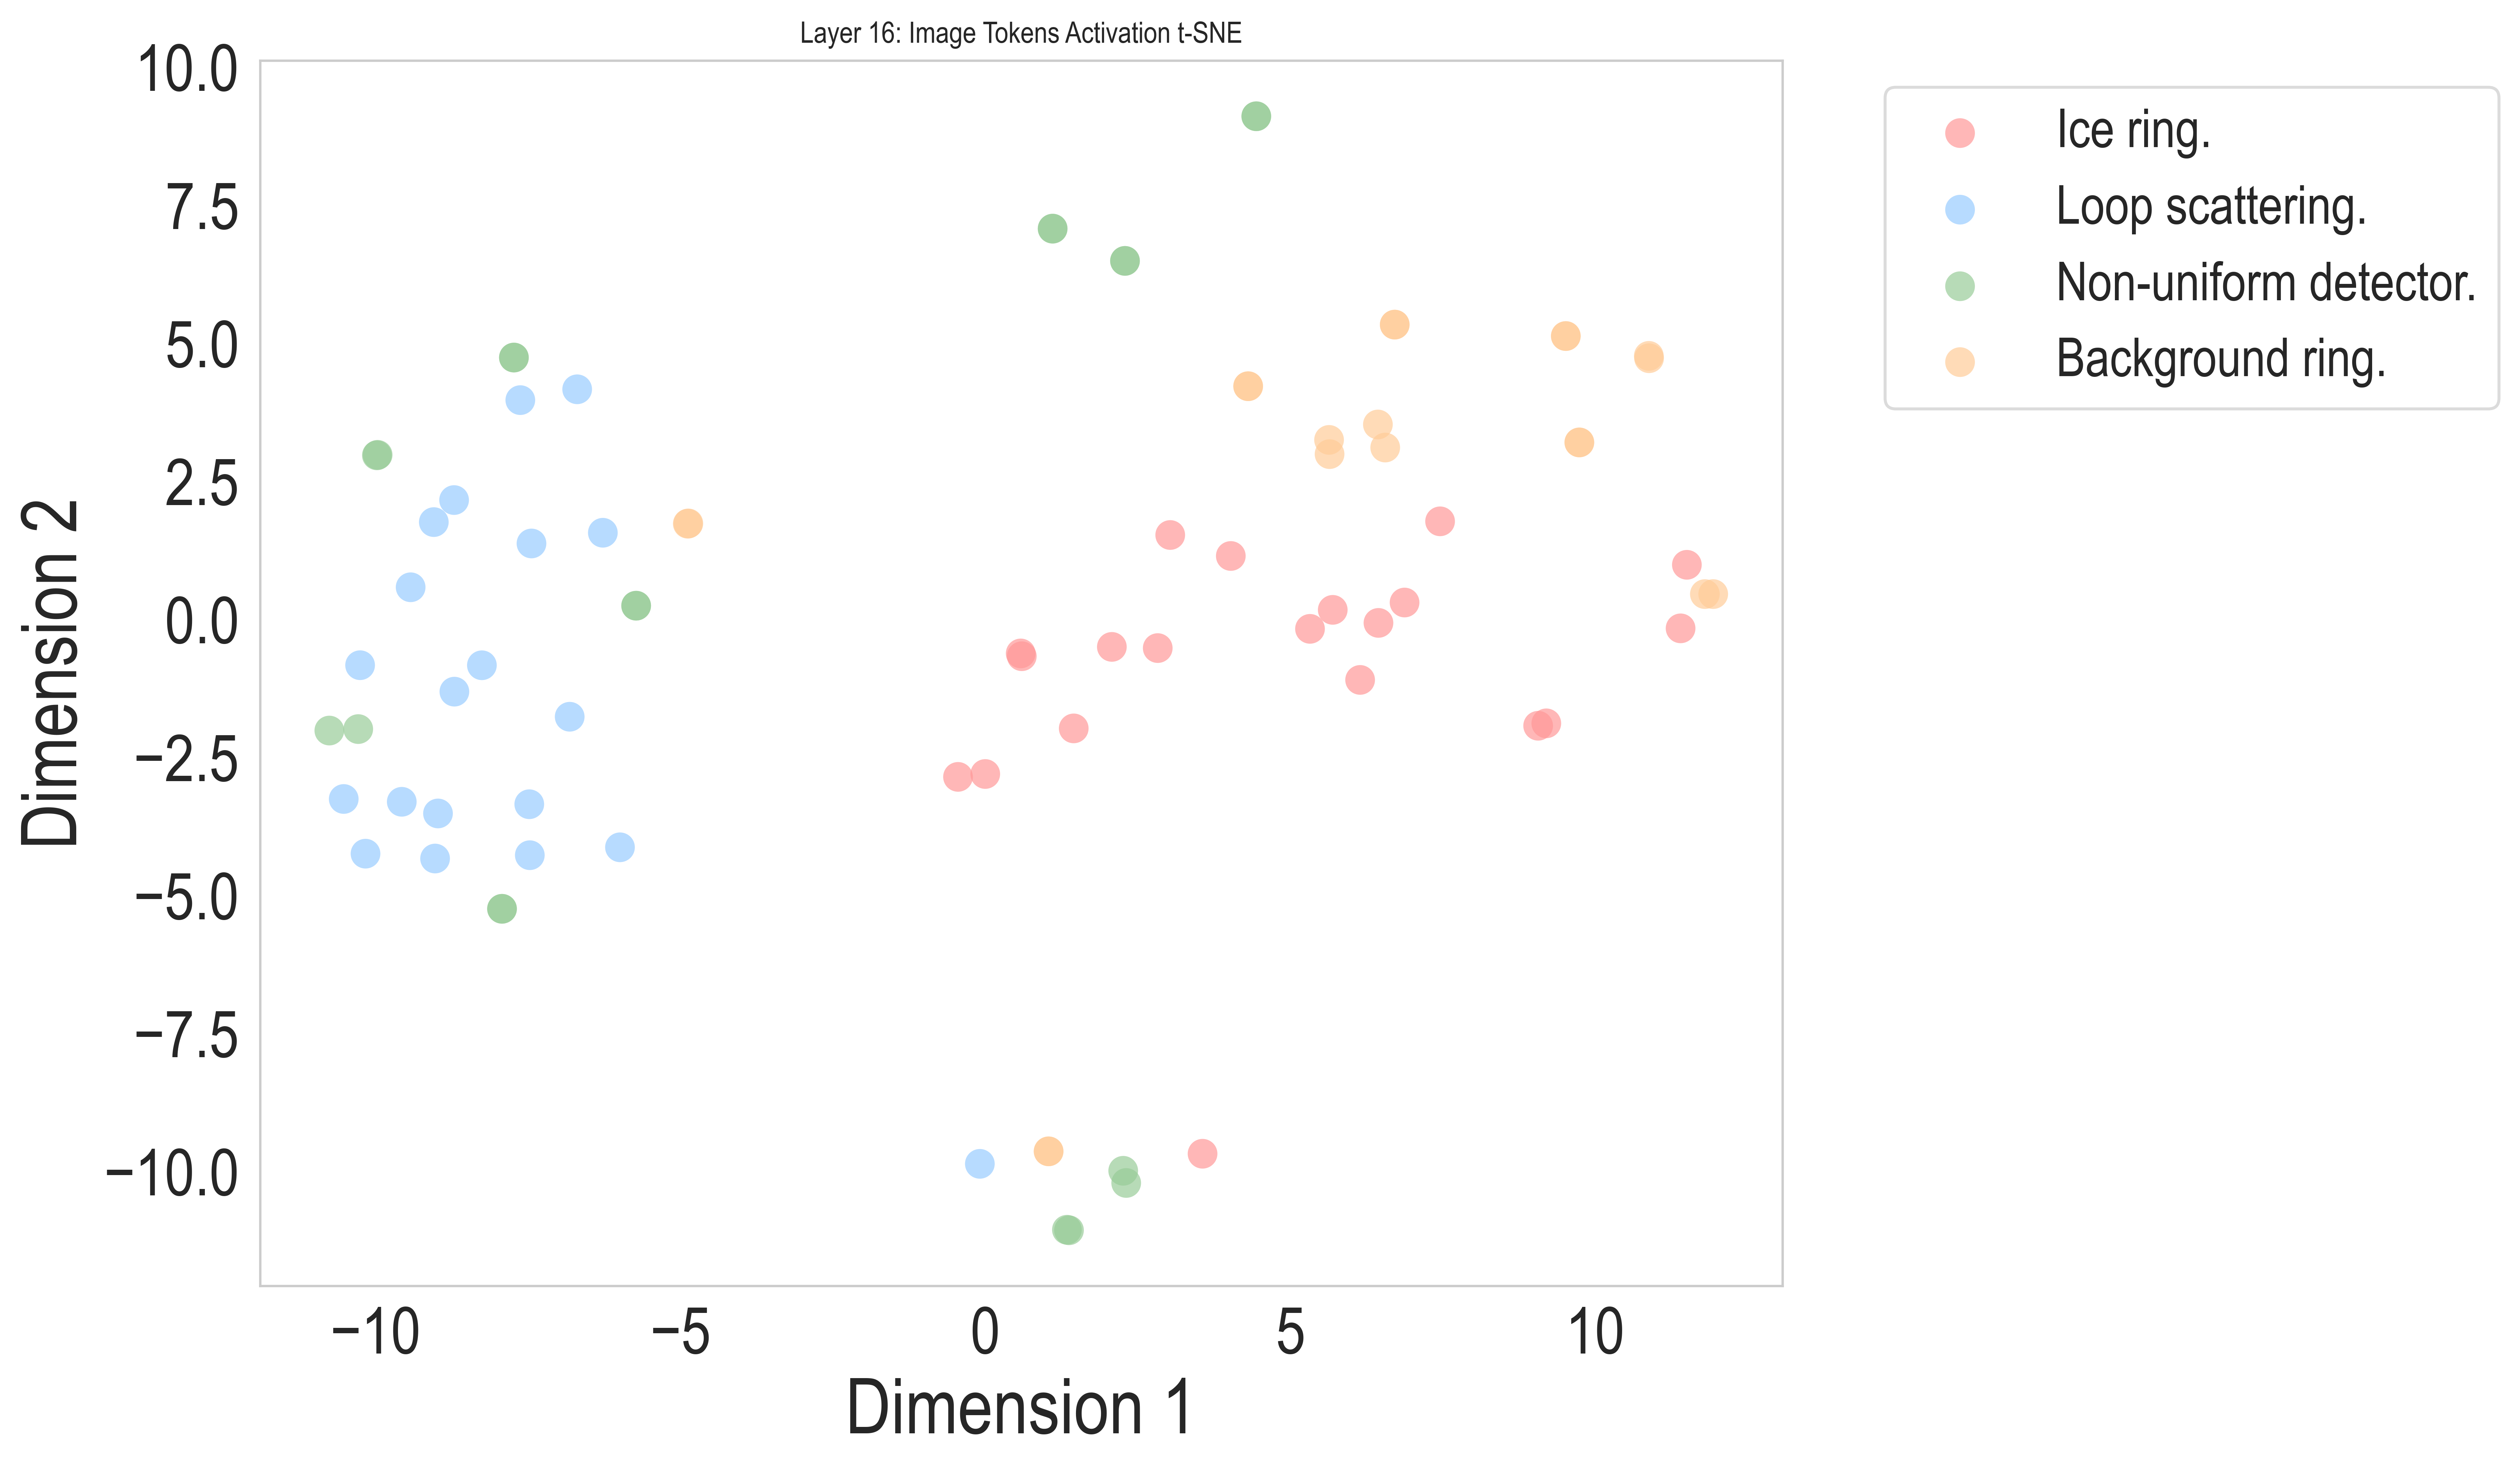 Layer 16: Image Tokens Activation t-SNE
10.0
7.5
5.0
2.5
0.0
−2.5
−5.0
−7.5
−10.0
Dimension 2
−10
−5
0
5
10
Dimension 1
Ice ring.
Loop scattering.
Non-uniform detector.
Background ring.